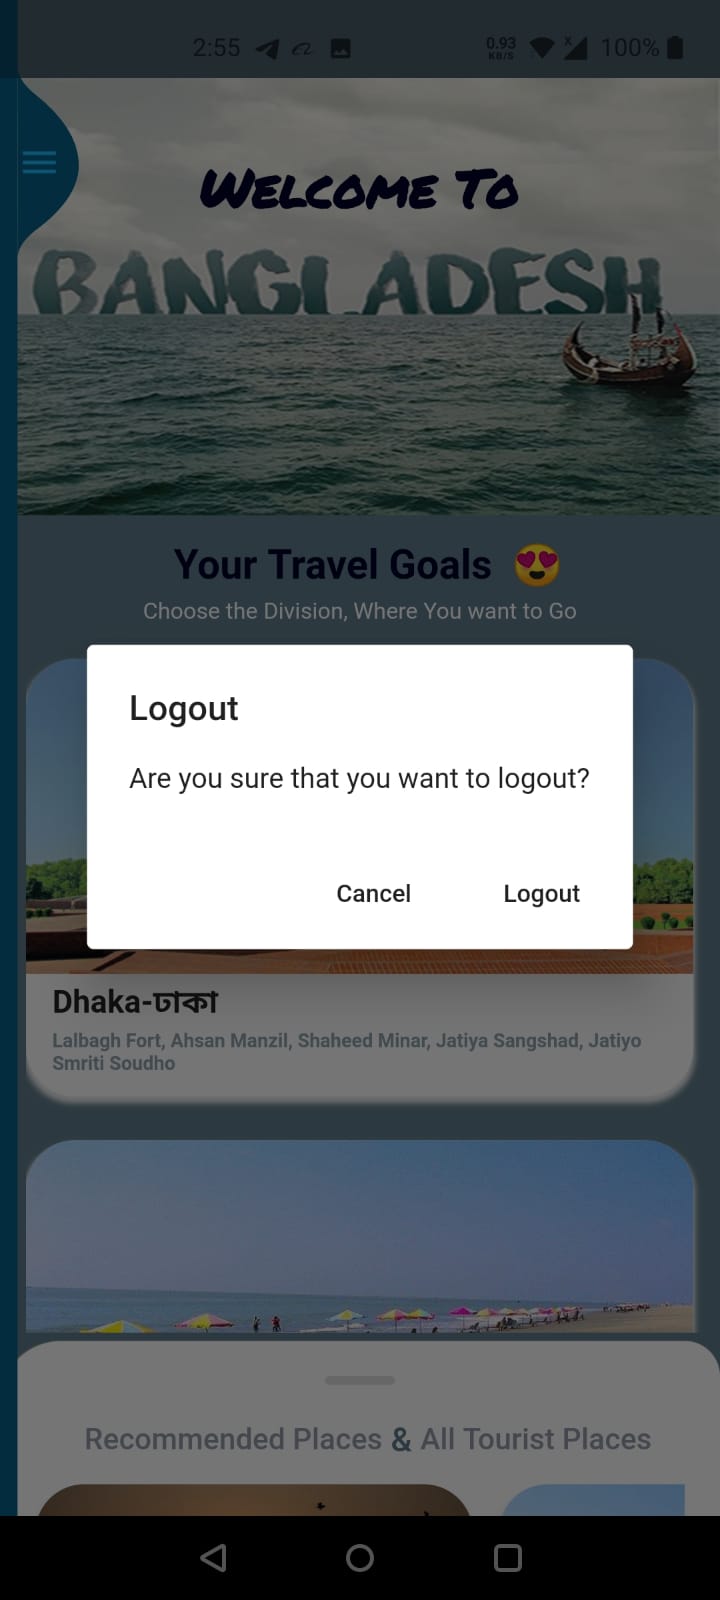 2:55
0.93
KB/S
100%
Welcome To
BANGLADESH
Your Travel Goals 😍
Choose the Division, Where You want to Go
Logout
Are you sure that you want to logout?
Cancel Logout
Dhaka-ঢাকা
Lalbagh Fort, Ahsan Manzil, Shaheed Minar, Jatiya Sangshad, Jatiyo
Smriti Soudho
Recommended Places & All Tourist Places